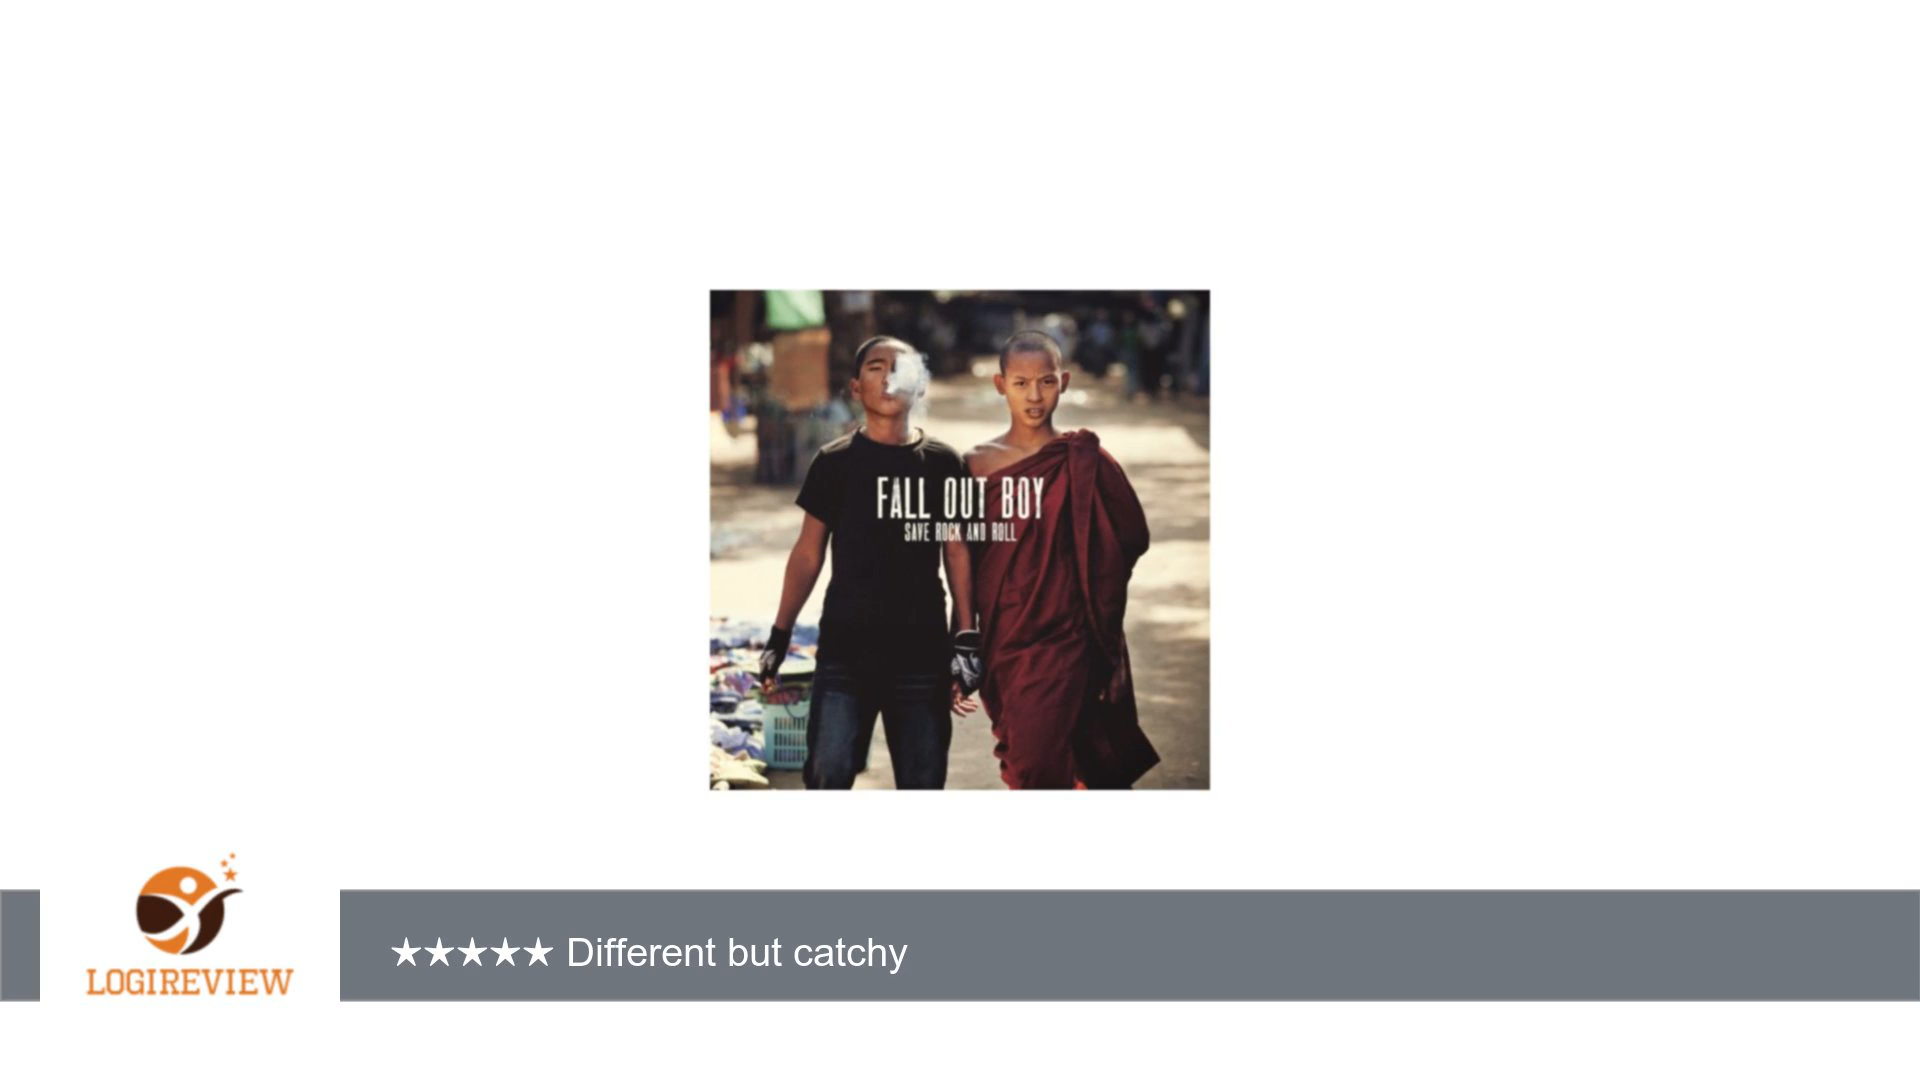 FALL OUT BOY
SAVE ROCK AND ROLL
LOGIREVIEW
★★★★★ Different but catchy